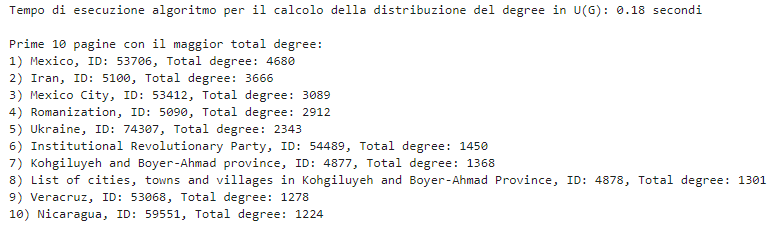 Tempo di esecuzione algoritmo per il calcolo della distribuzione del degree in U(G): 0.18 secondi
Prime 10 pagine con il maggior total degree:
1) Mexico, ID: 53706, Total degree: 4680
2) Iran, ID: 5100, Total degree: 3666
3) Mexico City, ID: 53412, Total degree: 3089
4) Romanization, ID: 5090, Total degree: 2912
5) Ukraine, ID: 74307, Total degree: 2343
6) Institutional Revolutionary Party, ID: 54489, Total degree: 1450
7) Kohgiluyeh and Boyer-Ahmad province, ID: 4877, Total degree: 1368
8) List of cities, towns and villages in Kohgiluyeh and Boyer-Ahmad Province, ID: 4878, Total degree: 1301
9) Veracruz, ID: 53068, Total degree: 1278
10) Nicaragua, ID: 59551, Total degree: 1224